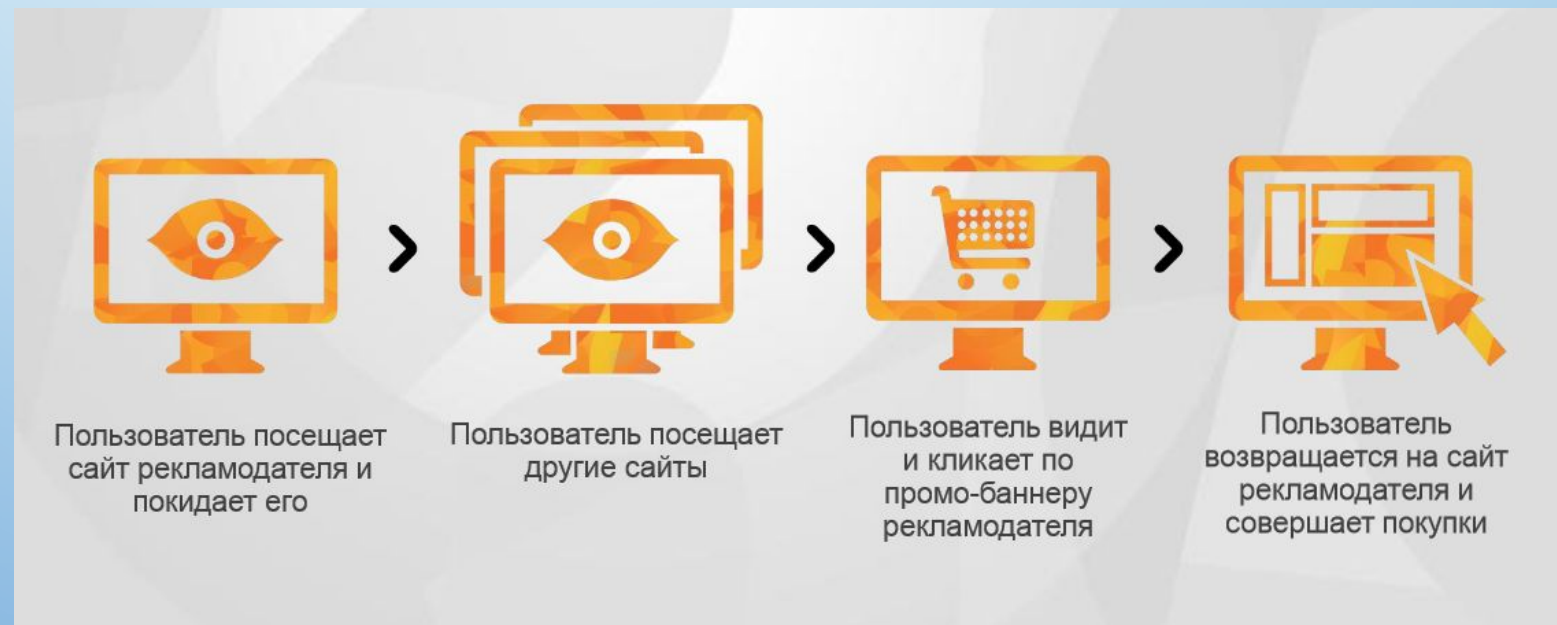 Пользователь посещает
сайт рекламодателя и
покидает его
Пользователь посещает
другие сайты
Пользователь видит
и кликает по
промо-баннеру
рекламодателя
Пользователь
возвращается на сайт
рекламодателя и
совершает покупки